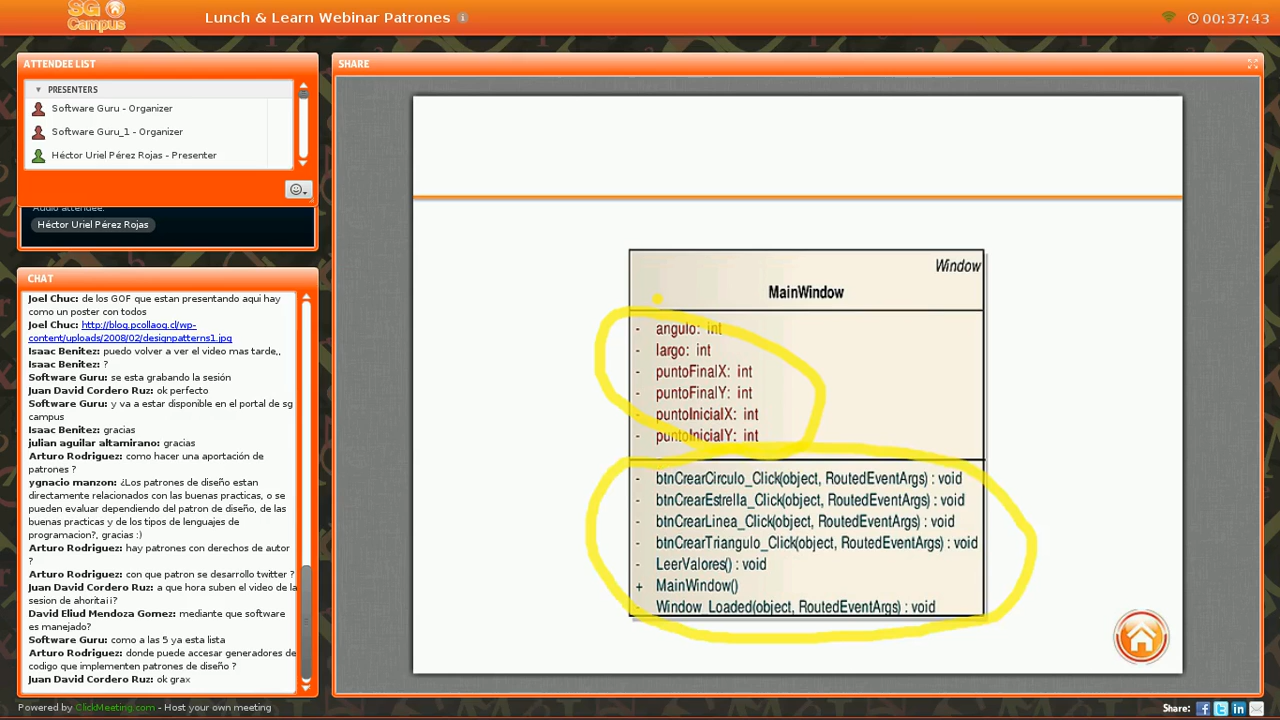 SG Campus
Lunch & Learn Webinar Patrones
00:37:43
ATTENDEE LIST
PRESENTERS
Software Guru - Organizer
Software Guru_1 - Organizer
Héctor Uriel Pérez Rojas - Presenter
Audio attendee:
Héctor Uriel Pérez Rojas
CHAT
Joel Chuc: de los GOF que estan presentando aqui hay
como un poster con todos
Joel Chuc: http://blog.pcollaog.cl/wp-
content/uploads/2008/02/designpatterns1.jpg
Isaac Benitez: puedo volver a ver el video mas tarde,,
Isaac Benitez: ?
Software Guru: se esta grabando la sesión
Juan David Cordero Ruz: ok perfecto
Software Guru: y va a estar disponible en el portal de sg
campus
Isaac Benitez: gracias
julian aguilar altamirano: gracias
Arturo Rodriguez: como hacer una aportación de
patrones ?
ygnacio manzon: ¿Los patrones de diseño estan
directamente relacionados con las buenas practicas, o se
pueden evaluar dependiendo del patron de diseño, de las
buenas practicas y de los tipos de lenguajes de
programacion?, gracias :)
Arturo Rodriguez: hay patrones con derechos de autor
?
Arturo Rodriguez: con que patron se desarrollo twitter ?
Juan David Cordero Ruz: a que hora suben el video de la
sesion de ahorita¡¡?
David Eliud Mendoza Gomez: mediante que software
es manejado?
Software Guru: como a las 5 ya esta lista
Arturo Rodriguez: donde puede accesar generadores de
codigo que implementen patrones de diseño ?
Juan David Cordero Ruz: ok grax
SHARE
Window
MainWindow
- angulo: int
- largo: int
- puntoFinalX: int
- puntoFinalY: int
- puntoInicialX: int
- puntoInicialY: int
- btnCrearCirculo_Click(object, RoutedEventArgs) : void
- btnCrearEstrella_Click(object, RoutedEventArgs) : void
- btnCrearLinea_Click(object, RoutedEventArgs) : void
- btnCrearTriangulo_Click(object, RoutedEventArgs) : void
- LeerValores() : void
+ MainWindow()
- Window_Loaded(object, RoutedEventArgs) : void
Powered by ClickMeeting.com - Host your own meeting
Share: